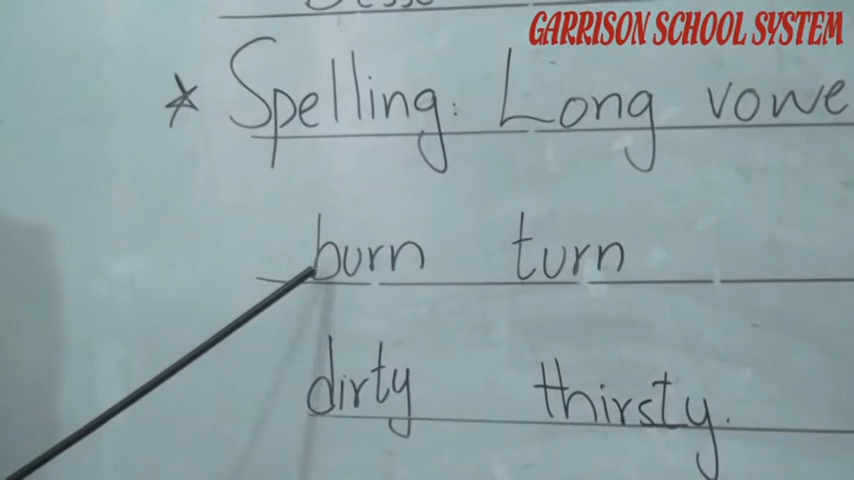 GARRISON SCHOOL SYSTEM
* Spelling: Long vowe
burn turn
dirty thirsty.